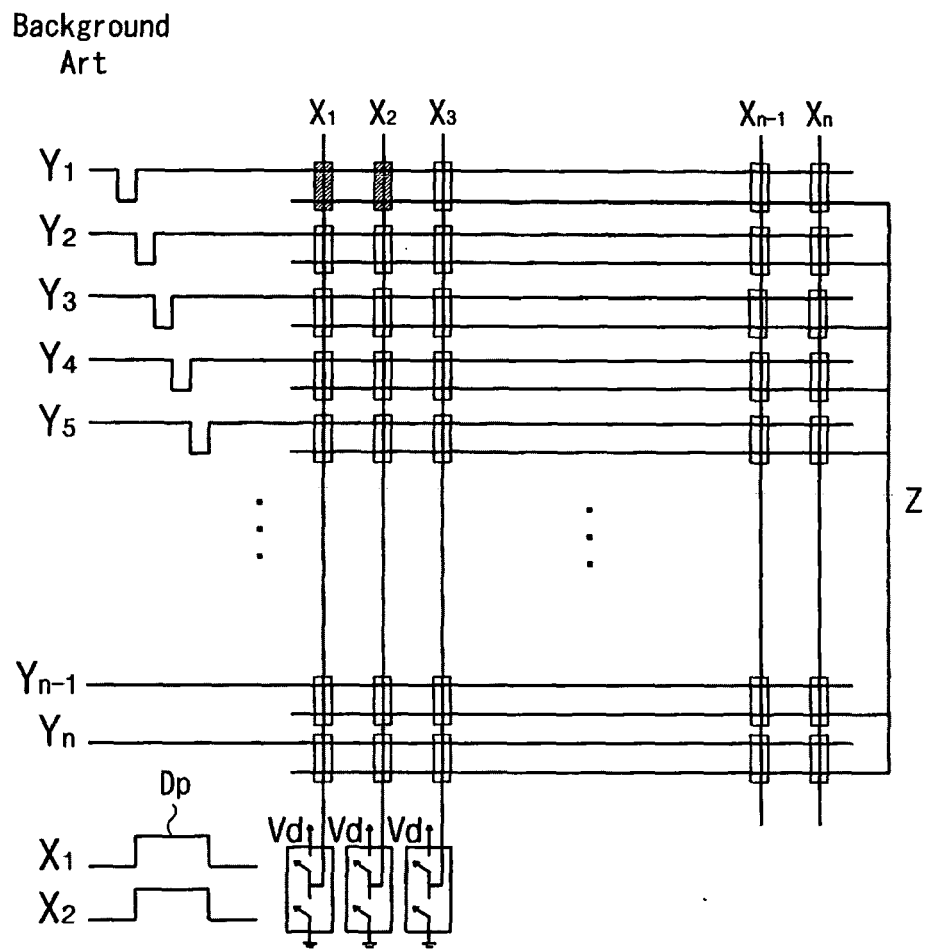 Background
Art
X1 X2 X3 Xn-1 Xn
Y1
Y2
Y3
Y4
Y5
Z
Yn-1
Yn
Dp
Vd Vd Vd
X1
X2